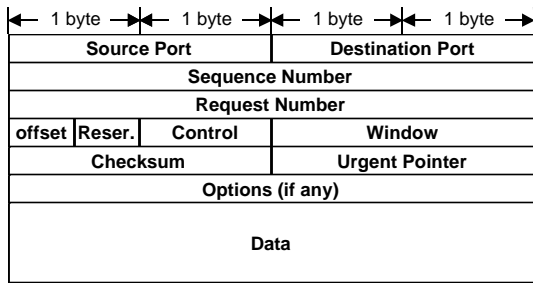 1 byte 1 byte 1 byte 1 byte
Source Port Destination Port
Sequence Number
Request Number
offset Reser. Control Window
Checksum Urgent Pointer
Options (if any)
Data